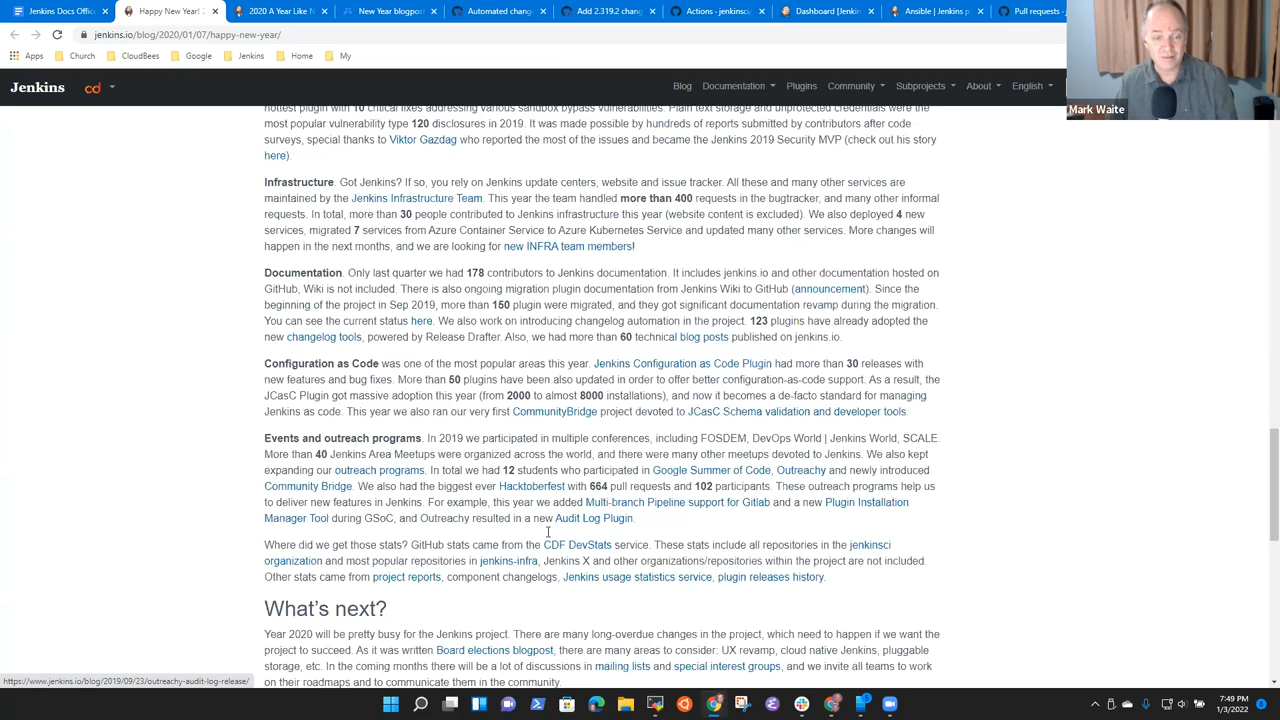 Jenkins Docs Offic
Happy New Year! 2
2020 A Year Like N
New Year blogpost
Automated change
Add 2.319.2 chang
Actions · jenkinsci/
Dashboard [Jenkins
Ansible | Jenkins p
Pull requests · j
jenkins.io/blog/2020/01/07/happy-new-year/
Apps
Church
CloudBees
Google
Jenkins
Home
My
Mark Waite
Jenkins
cd
Blog
Documentation
Plugins
Community
Subprojects
About
English
hottest plugin with 10 critical fixes addressing various sandbox bypass vulnerabilities. Plain text storage and unprotected credentials were the
most popular vulnerability type 120 disclosures in 2019. It was made possible by hundreds of reports submitted by contributors after code
surveys, special thanks to Viktor Gazdag who reported the most of the issues and became the Jenkins 2019 Security MVP (check out his story
here).
Infrastructure. Got Jenkins? If so, you rely on Jenkins update centers, website and issue tracker. All these and many other services are
maintained by the Jenkins Infrastructure Team. This year the team handled more than 400 requests in the bugtracker, and many other informal
requests. In total, more than 30 people contributed to Jenkins infrastructure this year (website content is excluded). We also deployed 4 new
services, migrated 7 services from Azure Container Service to Azure Kubernetes Service and updated many other services. More changes will
happen in the next months, and we are looking for new INFRA team members!
Documentation. Only last quarter we had 178 contributors to Jenkins documentation. It includes jenkins.io and other documentation hosted on
GitHub, Wiki is not included. There is also ongoing migration plugin documentation from Jenkins Wiki to GitHub (announcement). Since the
beginning of the project in Sep 2019, more than 150 plugin were migrated, and they got significant documentation revamp during the migration.
You can see the current status here. We also work on introducing changelog automation in the project. 123 plugins have already adopted the
new changelog tools, powered by Release Drafter. Also, we had more than 60 technical blog posts published on jenkins.io.
Configuration as Code was one of the most popular areas this year. Jenkins Configuration as Code Plugin had more than 30 releases with
new features and bug fixes. More than 50 plugins have been also updated in order to offer better configuration-as-code support. As a result, the
JCasC Plugin got massive adoption this year (from 2000 to almost 8000 installations), and now it becomes a de-facto standard for managing
Jenkins as code. This year we also ran our very first CommunityBridge project devoted to JCasC Schema validation and developer tools.
Events and outreach programs. In 2019 we participated in multiple conferences, including FOSDEM, DevOps World | Jenkins World, SCALE.
More than 40 Jenkins Area Meetups were organized across the world, and there were many other meetups devoted to Jenkins. We also kept
expanding our outreach programs. In total we had 12 students who participated in Google Summer of Code, Outreachy and newly introduced
Community Bridge. We also had the biggest ever Hacktoberfest with 664 pull requests and 102 participants. These outreach programs help us
to deliver new features in Jenkins. For example, this year we added Multi-branch Pipeline support for Gitlab and a new Plugin Installation
Manager Tool during GSoC, and Outreachy resulted in a new Audit Log Plugin.
Where did we get those stats? GitHub stats came from the CDF DevStats service. These stats include all repositories in the jenkinsci
organization and most popular repositories in jenkins-infra, Jenkins X and other organizations/repositories within the project are not included.
Other stats came from project reports, component changelogs, Jenkins usage statistics service, plugin releases history.
What's next?
Year 2020 will be pretty busy for the Jenkins project. There are many long-overdue changes in the project, which need to happen if we want the
project to succeed. As it was written Board elections blogpost, there are many areas to consider: UX revamp, cloud native Jenkins, pluggable
storage, etc. In the coming months there will be a lot of discussions in mailing lists and special interest groups, and we invite all teams to work
on their roadmaps and to communicate them in the community.
https://www.jenkins.io/blog/2019/09/23/outreachy-audit-log-release/
7:49 PM
1/3/2022